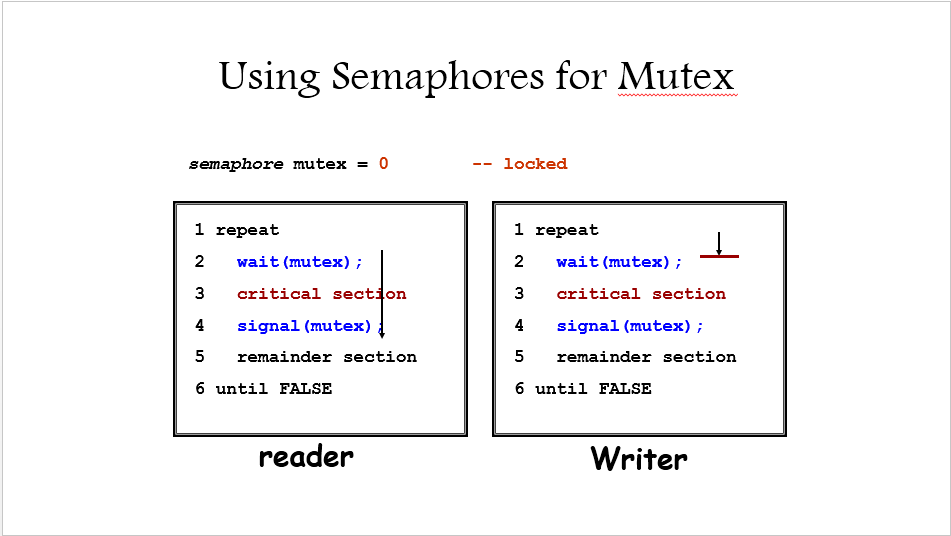 Using Semaphores for Mutex
semaphore mutex = 0 -- locked
1 repeat
2 wait(mutex);
3 critical section
4 signal(mutex);
5 remainder section
6 until FALSE
reader
1 repeat
2 wait(mutex);
3 critical section
4 signal(mutex);
5 remainder section
6 until FALSE
Writer